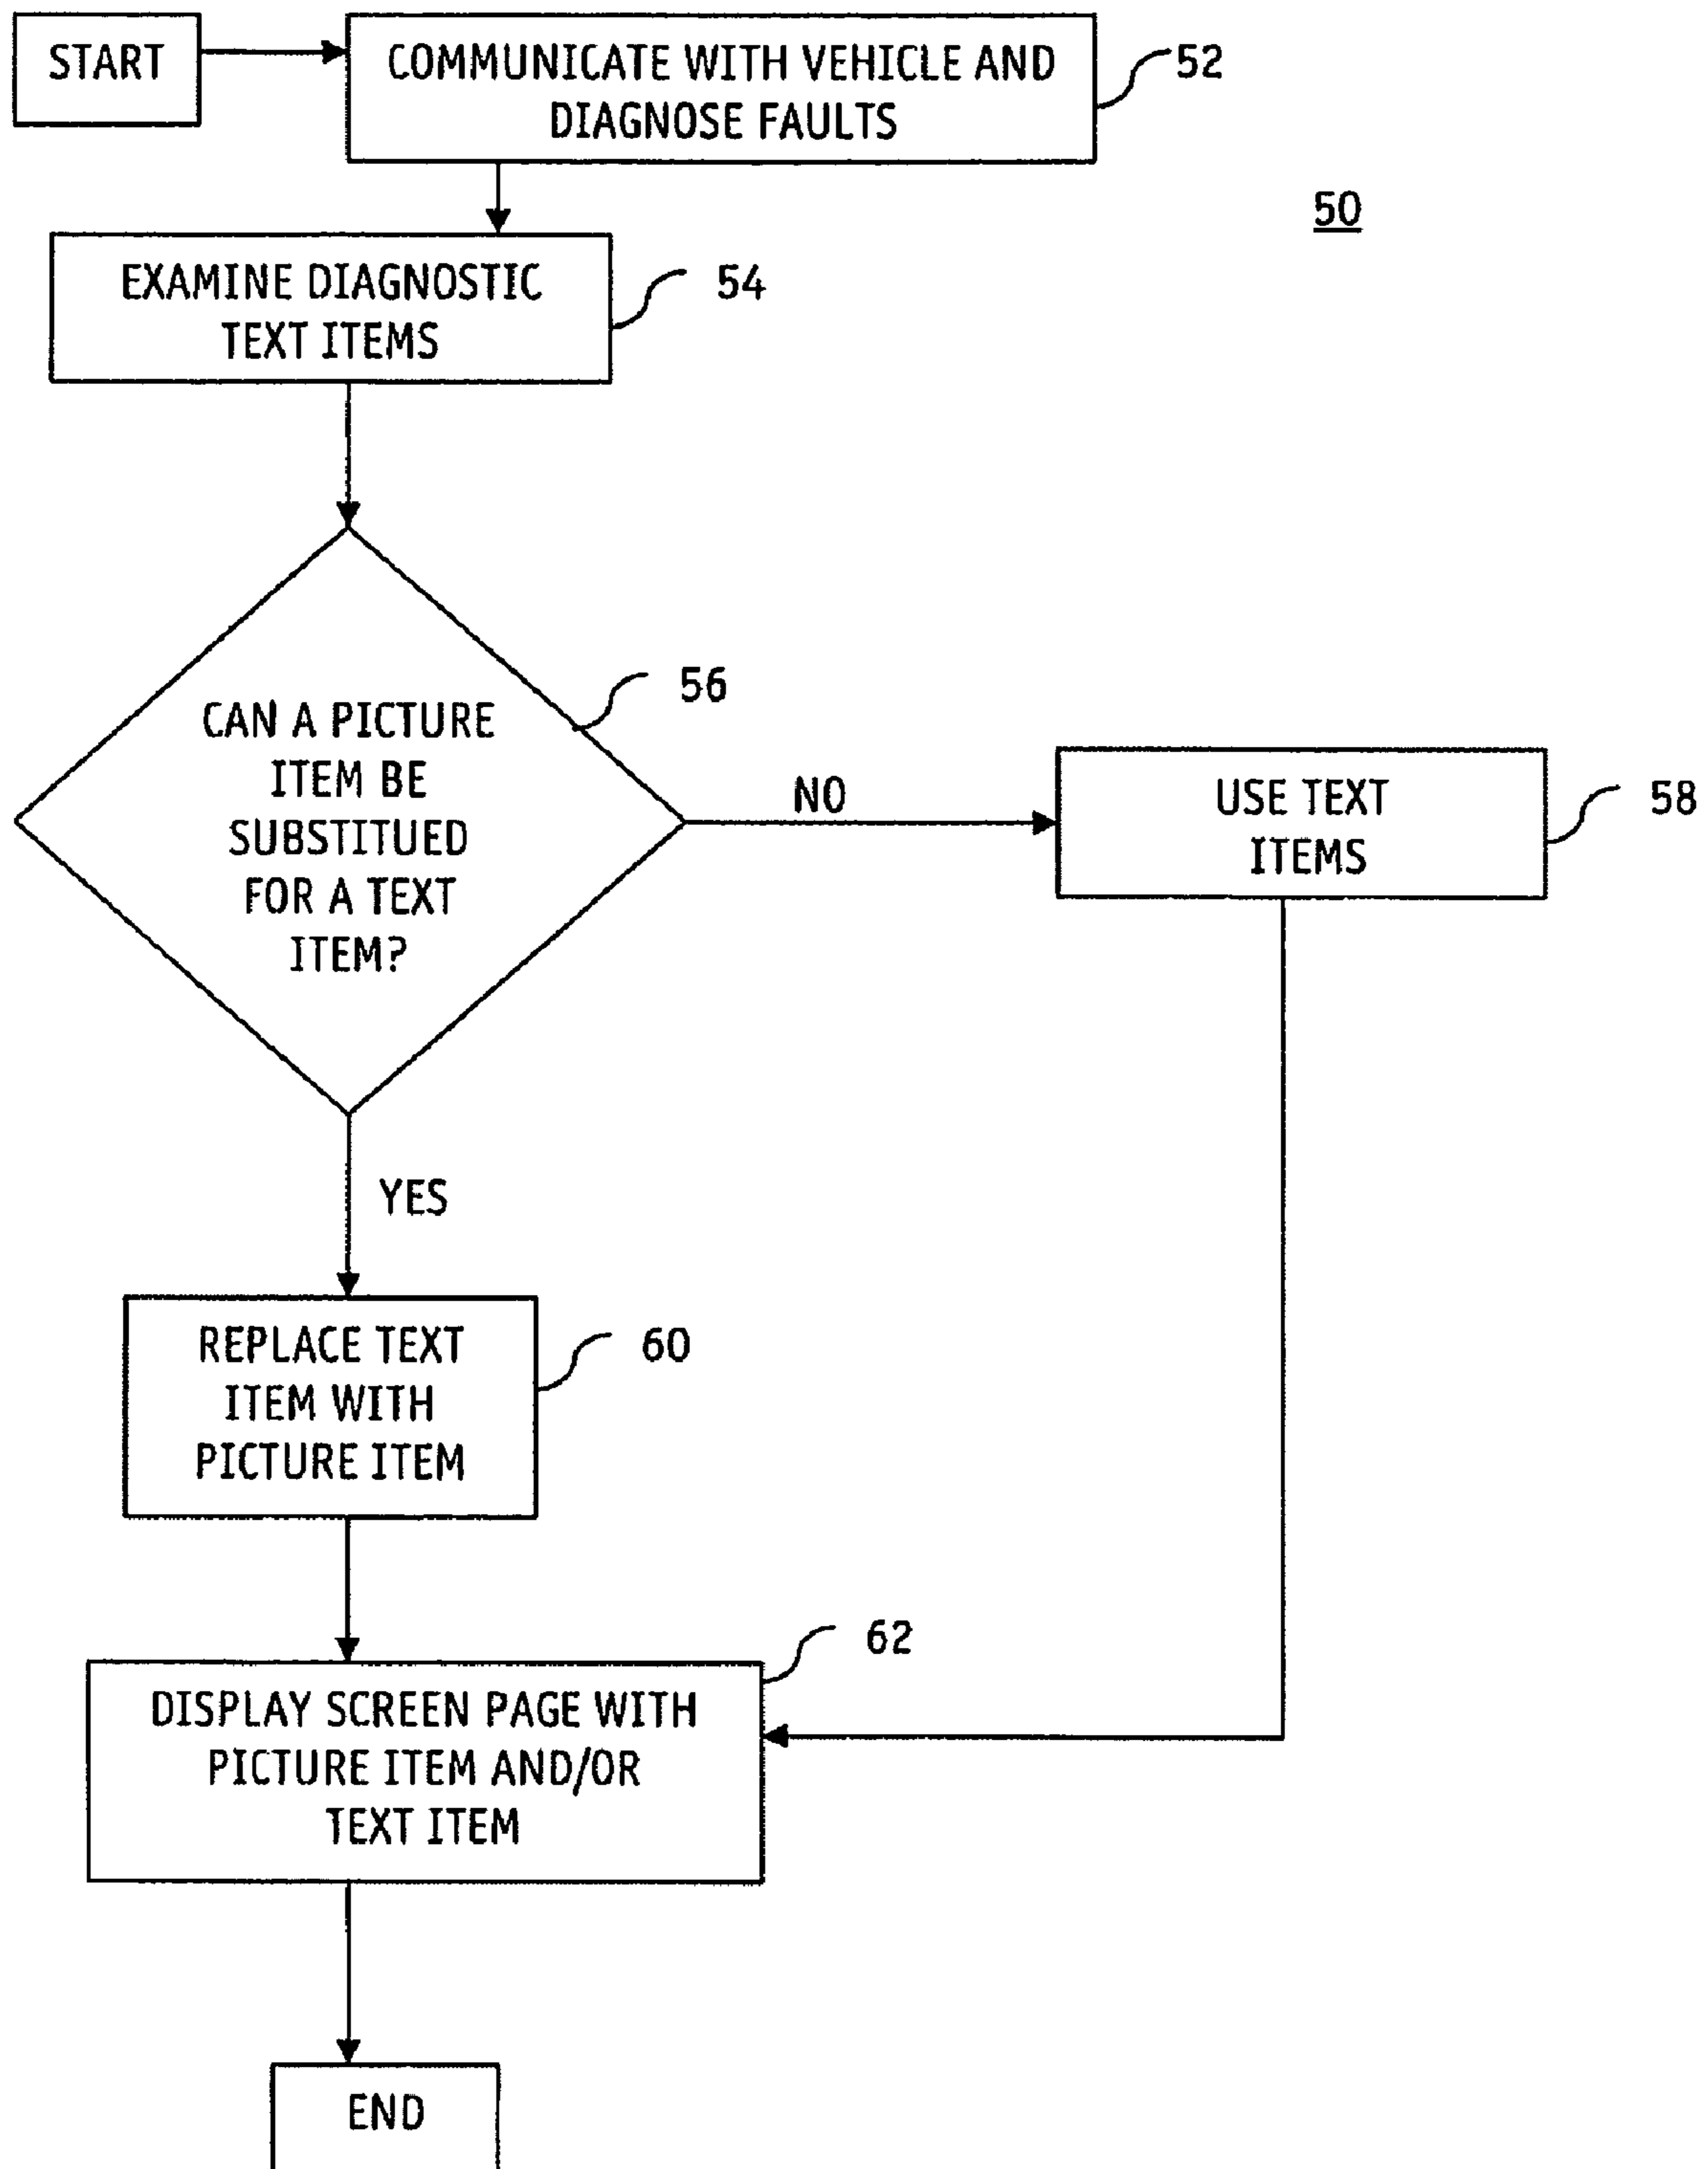 START
COMMUNICATE WITH VEHICLE AND
DIAGNOSE FAULTS
52
50
EXAMINE DIAGNOSTIC
TEXT ITEMS
54
CAN A PICTURE
ITEM BE
SUBSTITUED
FOR A TEXT
ITEM?
56
NO
USE TEXT
ITEMS
58
YES
REPLACE TEXT
ITEM WITH
PICTURE ITEM
60
DISPLAY SCREEN PAGE WITH
PICTURE ITEM AND/OR
TEXT ITEM
62
END